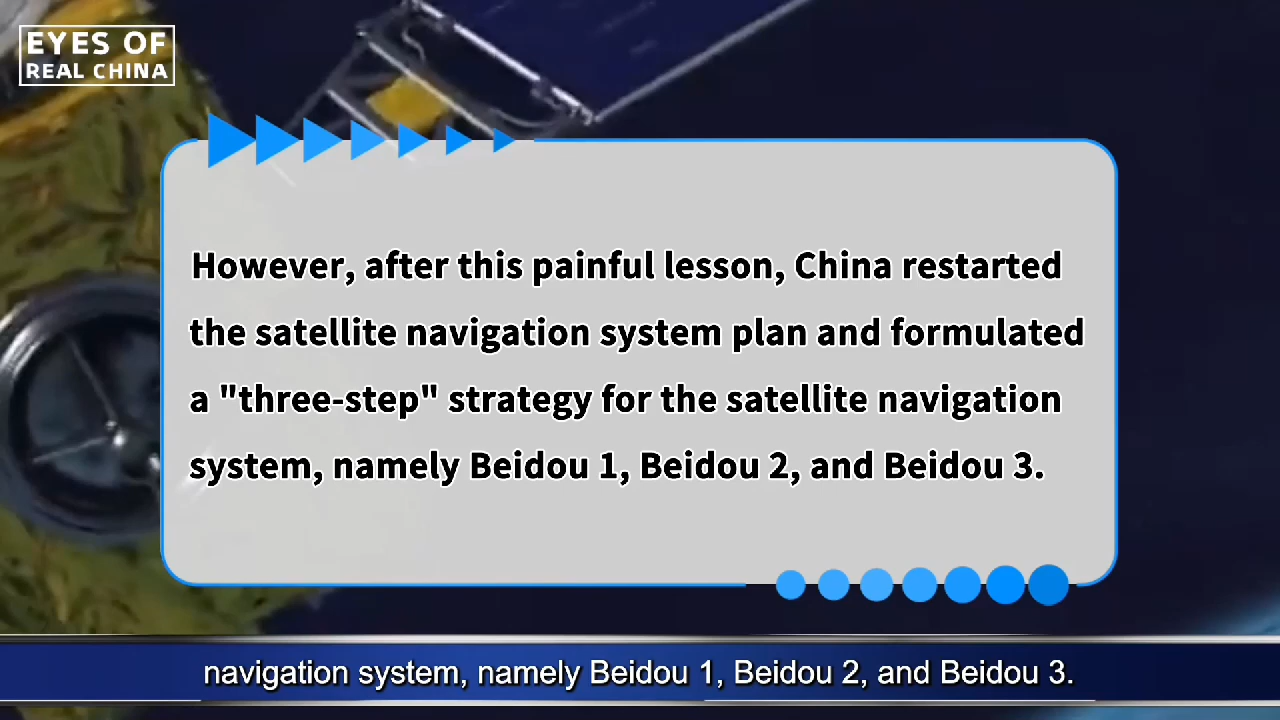 EYES OF
REAL CHINA
However, after this painful lesson, China restarted
the satellite navigation system plan and formulated
a "three-step" strategy for the satellite navigation
system, namely Beidou 1, Beidou 2, and Beidou 3.
navigation system, namely Beidou 1, Beidou 2, and Beidou 3.